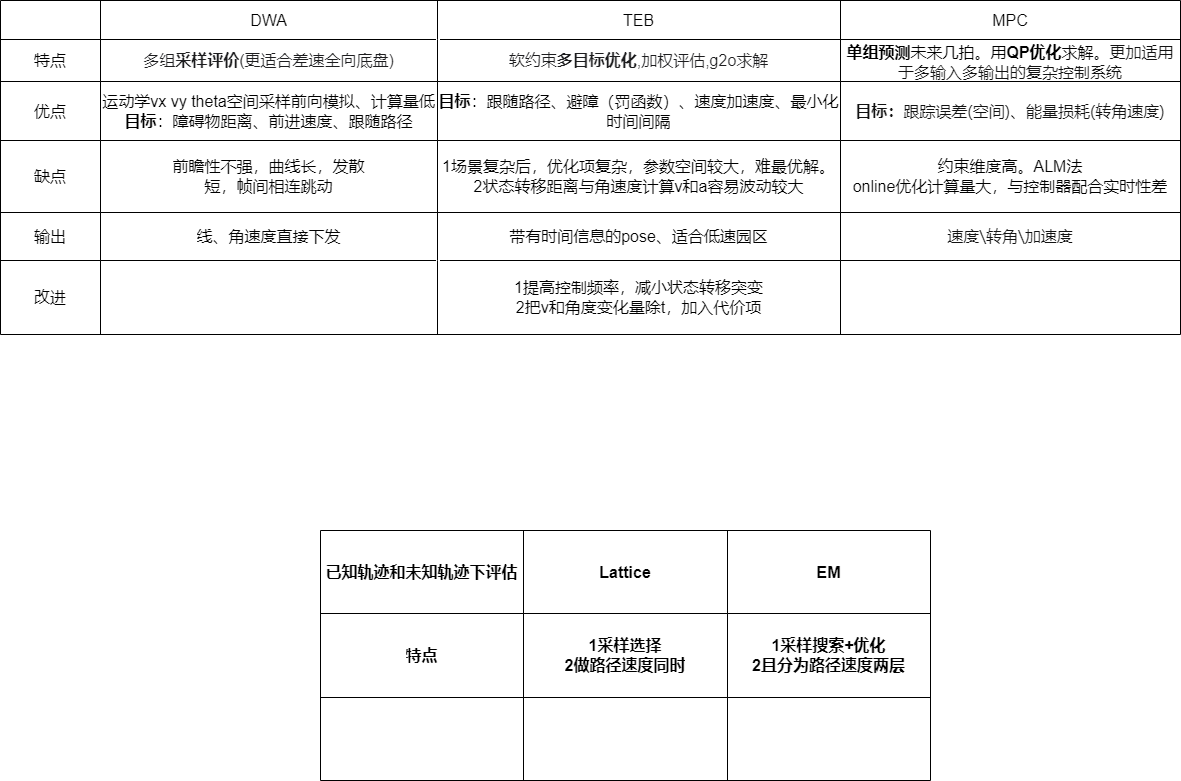 DWA
TEB
MPC
特点
多组采样评价(更适合差速全向底盘)
软约束多目标优化,加权评估,g2o求解
单组预测未来几拍。用QP优化求解。更加适用
于多输入多输出的复杂控制系统
优点
运动学vx vy theta空间采样前向模拟、计算量低
目标：障碍物距离、前进速度、跟随路径
目标：跟随路径、避障（罚函数）、速度加速度、最小化
时间间隔
目标：跟踪误差(空间)、能量损耗(转角速度)
缺点
前瞻性不强，曲线长，发散
短，帧间相连跳动
1场景复杂后，优化项复杂，参数空间较大，难最优解。
2状态转移距离与角速度计算v和a容易波动较大
约束维度高。ALM法
online优化计算量大，与控制器配合实时性差
输出
线、角速度直接下发
带有时间信息的pose、适合低速园区
速度\转角\加速度
改进
1提高控制频率，减小状态转移突变
2把v和角度变化量除t，加入代价项
已知轨迹和未知轨迹下评估
Lattice
EM
特点
1采样选择
2做路径速度同时
1采样搜索+优化
2且分为路径速度两层